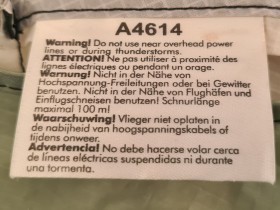 A4614
Warning! Do not use near overhead power
lines or during thunderstorms.
ATTENTION! Ne pas utiliser à proximité des
lignes électriques ou pendant un orage.
Warnung! Nicht in der Nähe von
Hochspannung-Freileitungen oder bei Gewitter
benutzen. Nicht in der Nähe von Flughäfen und
Einflugschneisen benutzen! Schnurlänge
maximal 100 m!
Waarschuwing! Vlieger niet oplaten in
de nabijheid van hoogspanningskabels of
tijdens onweer.
Advertencia! No debe hacerse volar cerca
de líneas eléctricas suspendidas ni durante
una tormenta.